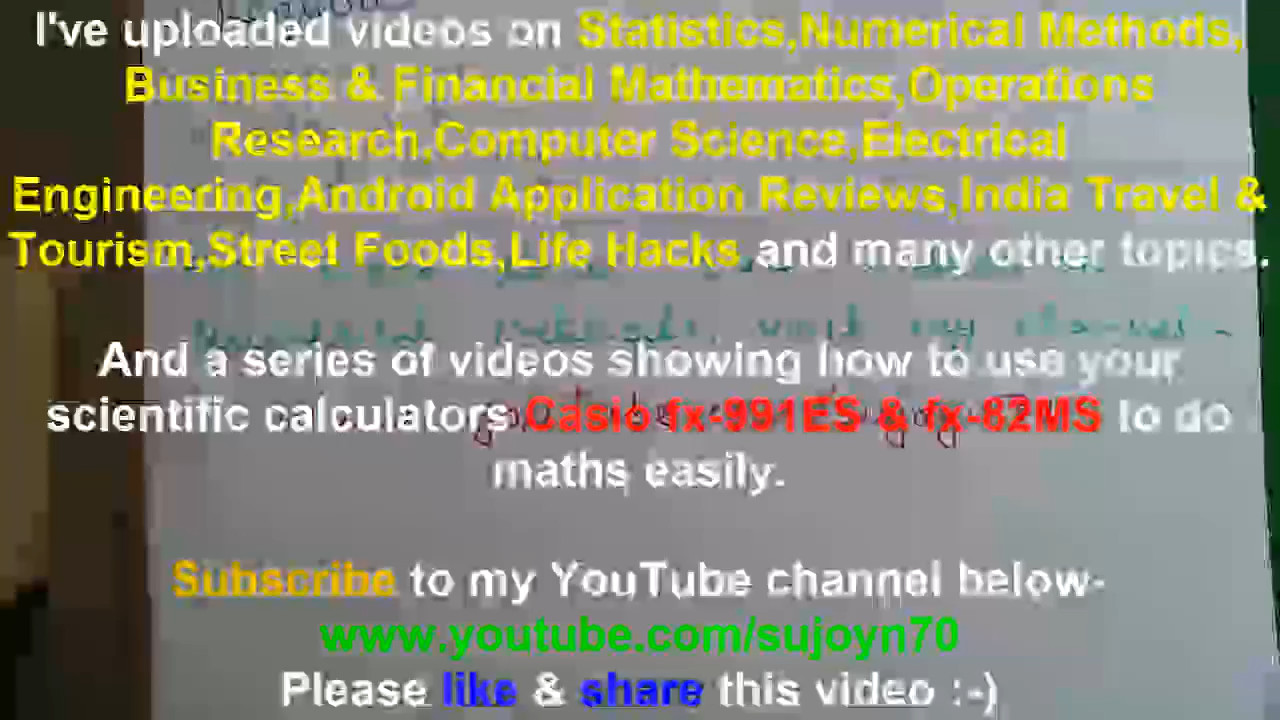 I've uploaded videos on Statistics,Numerical Methods,
Business & Financial Mathematics,Operations
Research,Computer Science,Electrical
Engineering,Android Application Reviews,India Travel &
Tourism,Street Foods,Life Hacks and many other topics.
visit my channel-
And a series of videos showing how to use your
scientific calculators Casio fx-991ES & fx-82MS to do
maths easily.
Subscribe to my YouTube channel below-
www.youtube.com/sujoyn70
Please like & share this video :-)